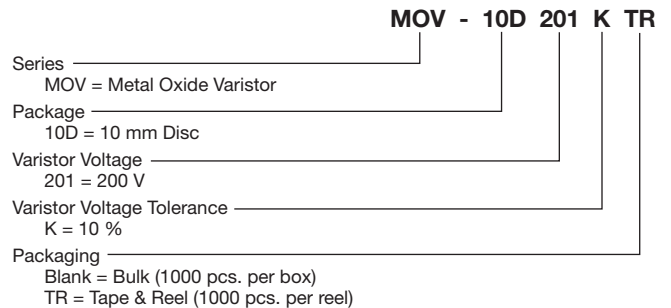 MOV - 10D 201 K TR
Series
MOV = Metal Oxide Varistor
Package
10D = 10 mm Disc
Varistor Voltage
201 = 200 V
Varistor Voltage Tolerance
K = 10 %
Packaging
Blank = Bulk (1000 pcs. per box)
TR = Tape & Reel (1000 pcs. per reel)